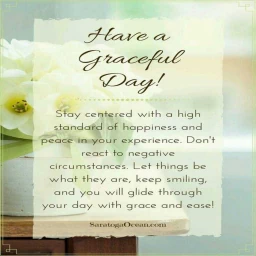 Have a
Graceful
Day!
Stay centered with a high
standard of happiness and
peace in your experience. Don't
react to negative
circumstances. Let things be
what they are, keep smiling,
and you will glide through
your day with grace and ease!
SaratogaOcean.com